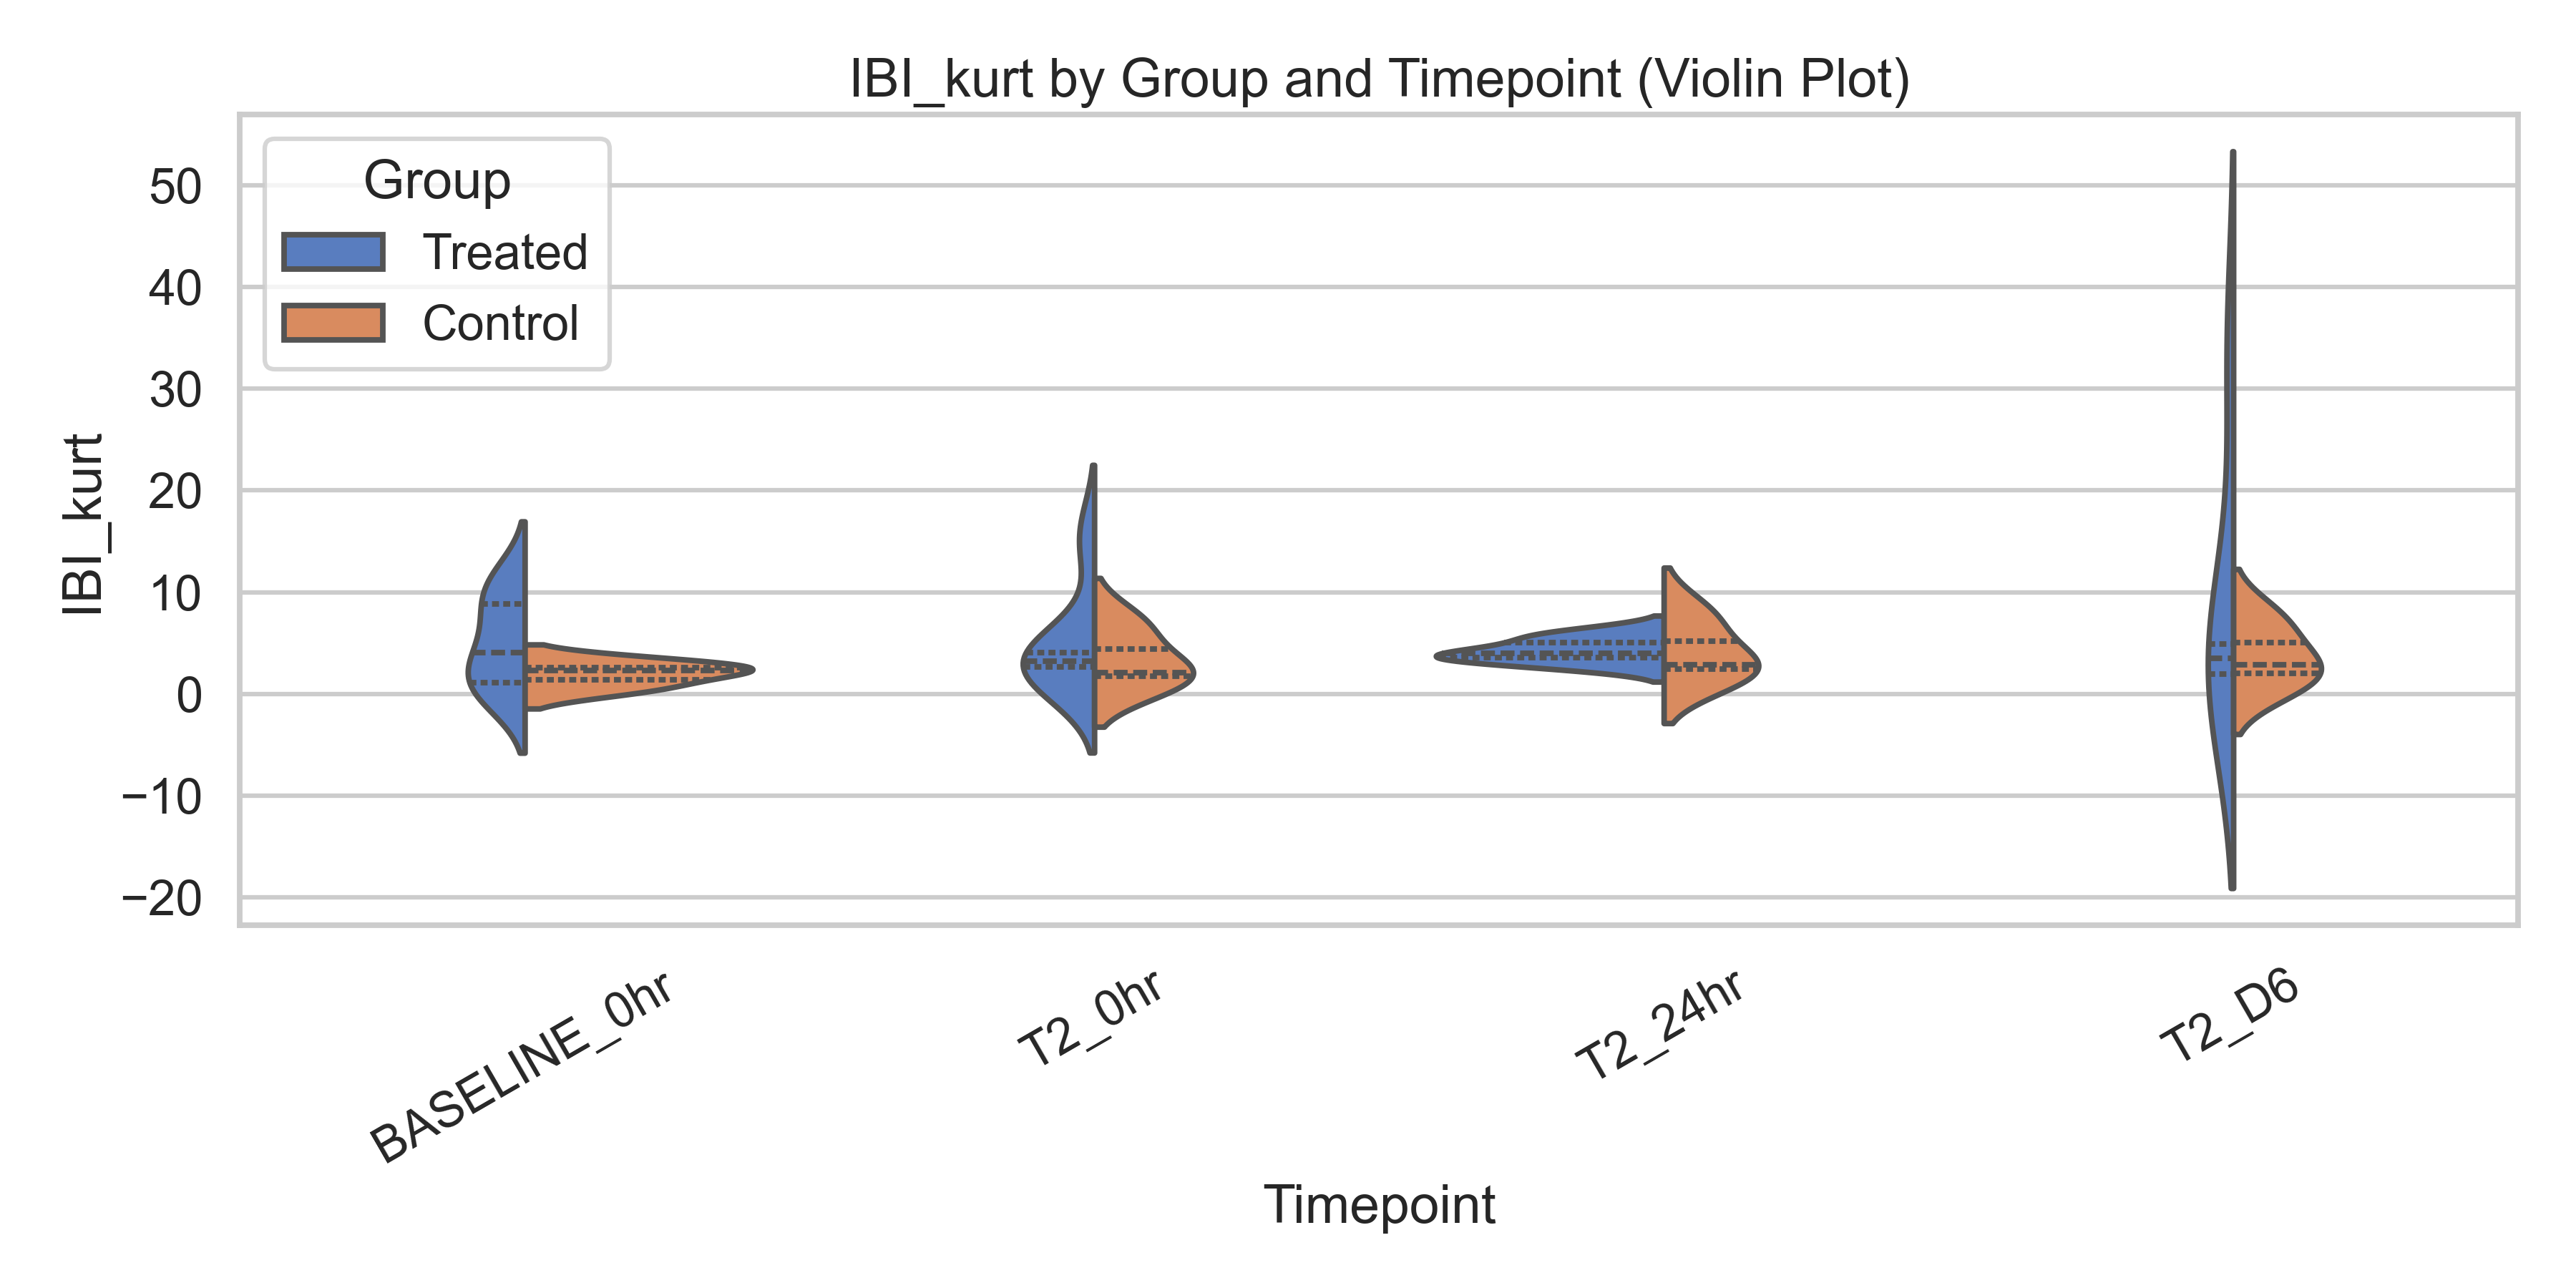 IBI_kurt by Group and Timepoint (Violin Plot)
Group
Treated
Control
IBI_kurt
50
40
30
20
10
0
−10
−20
BASELINE_0hr
T2_0hr
T2_24hr
T2_D6
Timepoint